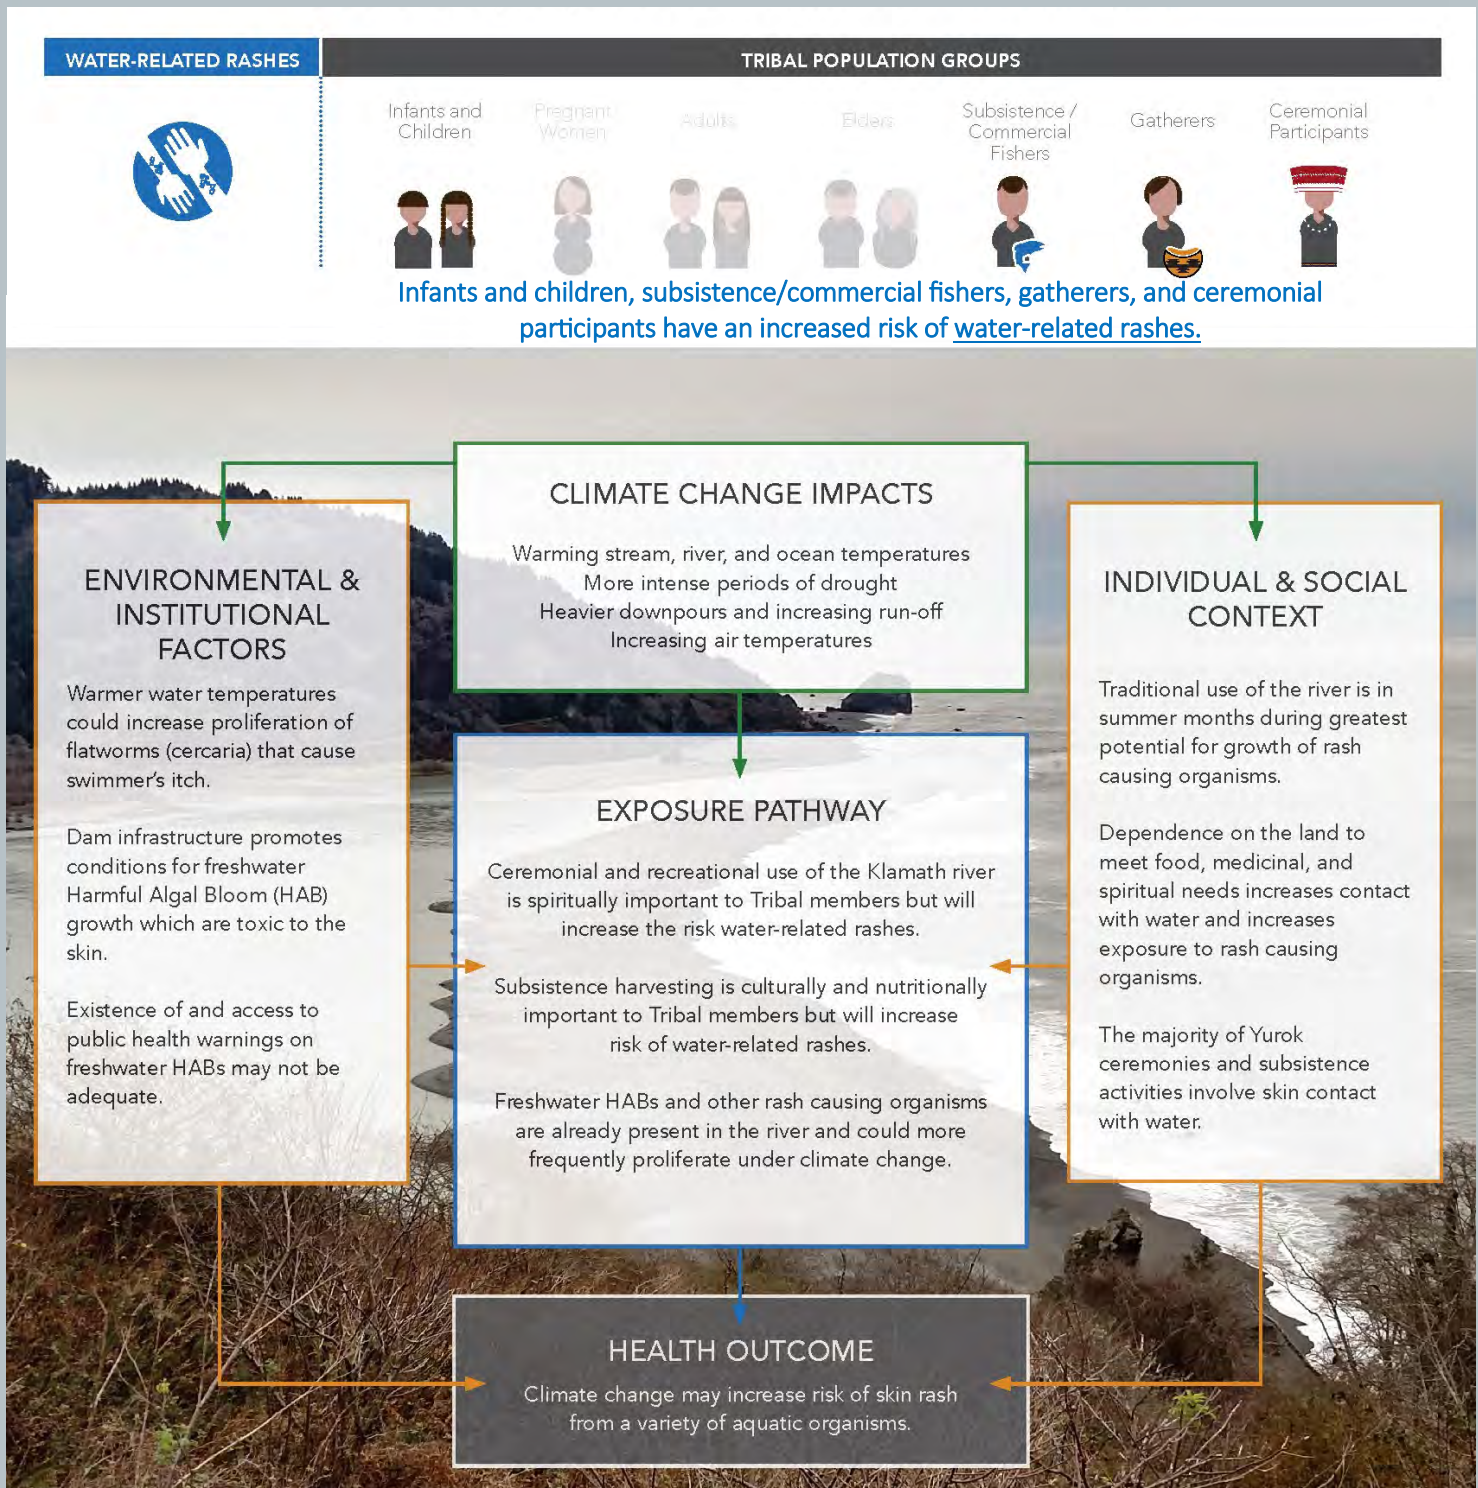 WATER-RELATED RASHES
TRIBAL POPULATION GROUPS
Infants and
Children
Pregnant
Women
Adults
Elders
Subsistence /
Commercial
Fishers
Gatherers
Ceremonial
Participants
Infants and children, subsistence/commercial fishers, gatherers, and ceremonial
participants have an increased risk of water-related rashes.
CLIMATE CHANGE IMPACTS
Warming stream, river, and ocean temperatures
More intense periods of drought
Heavier downpours and increasing run-off
Increasing air temperatures
ENVIRONMENTAL &
INSTITUTIONAL
FACTORS
Warmer water temperatures
could increase proliferation of
flatworms (cercaria) that cause
swimmer's itch.
Dam infrastructure promotes
conditions for freshwater
Harmful Algal Bloom (HAB)
growth which are toxic to the
skin.
Existence of and access to
public health warnings on
freshwater HABs may not be
adequate.
EXPOSURE PATHWAY
Ceremonial and recreational use of the Klamath river
is spiritually important to Tribal members but will
increase the risk water-related rashes.
Subsistence harvesting is culturally and nutritionally
important to Tribal members but will increase
risk of water-related rashes.
Freshwater HABs and other rash causing organisms
are already present in the river and could more
frequently proliferate under climate change.
INDIVIDUAL & SOCIAL
CONTEXT
Traditional use of the river is in
summer months during greatest
potential for growth of rash
causing organisms.
Dependence on the land to
meet food, medicinal, and
spiritual needs increases contact
with water and increases
exposure to rash causing
organisms.
The majority of Yurok
ceremonies and subsistence
activities involve skin contact
with water.
HEALTH OUTCOME
Climate change may increase risk of skin rash
from a variety of aquatic organisms.